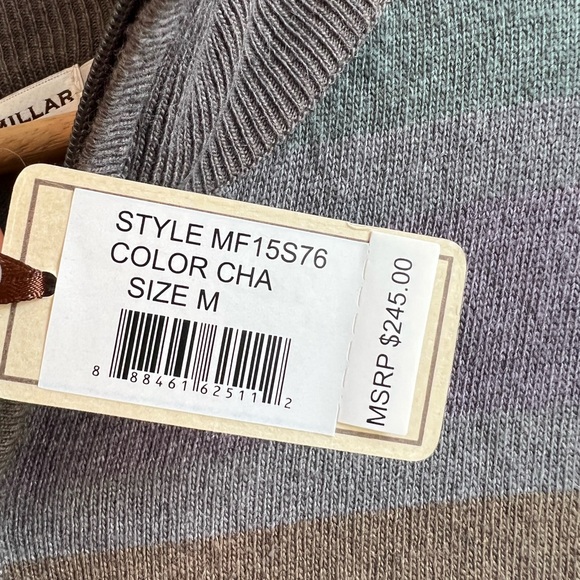 MILLAR
STYLE MF15S76
COLOR CHA
SIZE M
8 88461 62511 2
MSRP $245.00